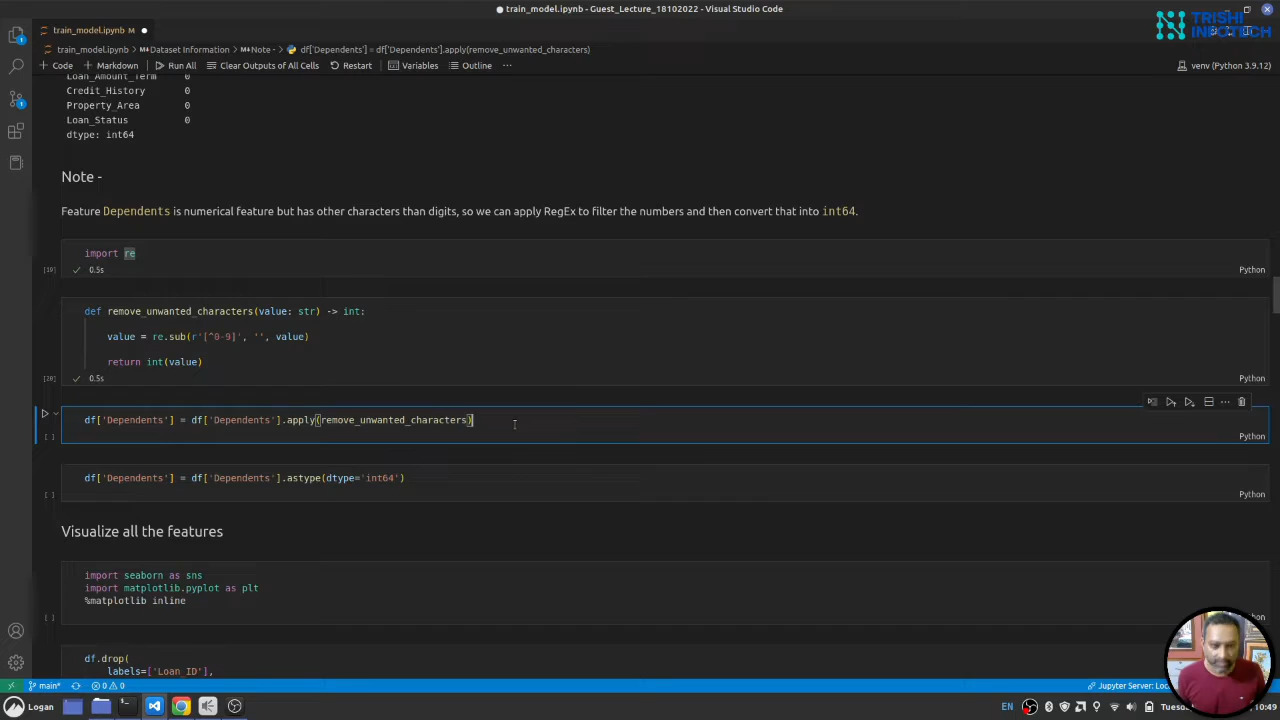 train_model.ipynb - Guest_Lecture_18102022 - Visual Studio Code
train_model.ipynb M
TRISHI
INFOTECH
train_model.ipynb > Dataset Information > Note - > df['Dependents'] = df['Dependents'].apply(remove_unwanted_characters)
+ Code + Markdown Run All Clear Outputs of All Cells Restart Variables Outline ... venv (Python 3.9.12)
Loan_Amount_Term 0
Credit_History 0
Property_Area 0
Loan_Status 0
dtype: int64
Note -
Feature Dependents is numerical feature but has other characters than digits, so we can apply RegEx to filter the numbers and then convert that into int64.
import re
[19] 0.5s Python
def remove_unwanted_characters(value: str) -> int:
value = re.sub(r'[^0-9]', '', value)
return int(value)
[20] 0.5s Python
df['Dependents'] = df['Dependents'].apply(remove_unwanted_characters)
[ ] Python
df['Dependents'] = df['Dependents'].astype(dtype='int64')
[ ] Python
Visualize all the features
import seaborn as sns
import matplotlib.pyplot as plt
%matplotlib inline
[ ]
df.drop(
labels=['Loan_ID'],
main* 0 0 Jupyter Server:
Logan EN 10:49